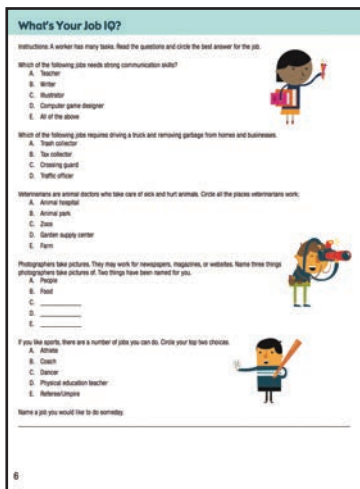 What's Your Job IQ?
Instructions: A worker has many tasks. Read the questions and circle the best answer for the job.
Which of the following jobs needs strong communication skills?
A. Teacher
B. Writer
C. Illustrator
D. Computer game designer
E. All of the above
Which of the following jobs requires driving a truck and removing garbage from homes and businesses.
A. Trash collector
B. Tax collector
C. Crossing guard
D. Traffic officer
Veterinarians are animal doctors who take care of sick and hurt animals. Circle all the places veterinarians work:
A. Animal hospital
B. Animal park
C. Zoos
D. Garden supply center
E. Farm
Photographers take pictures. They may work for newspapers, magazines, or websites. Name three things
photographers take pictures of. Two things have been named for you.
A. People
B. Food
C.
D.
E.
If you like sports, there are a number of jobs you can do. Circle your top two choices.
A. Athlete
B. Coach
C. Dancer
D. Physical education teacher
E. Referee/Umpire
Name a job you would like to do someday.
6